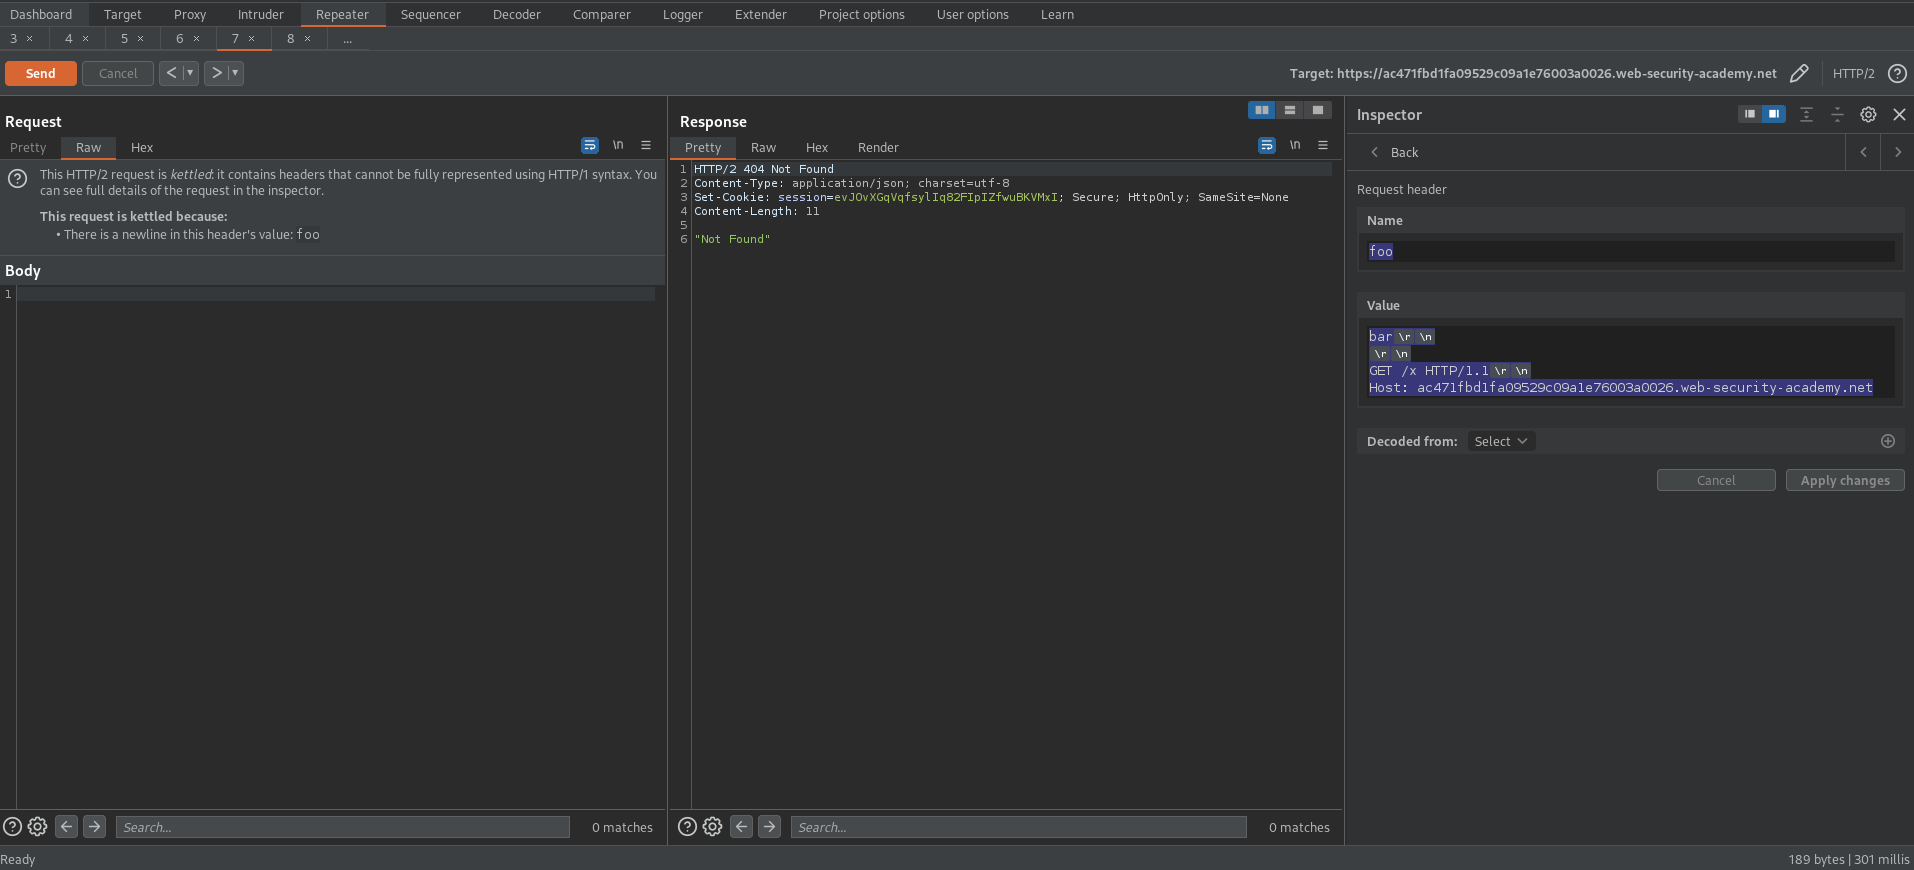 Dashboard Target Proxy Intruder Repeater Sequencer Decoder Comparer Logger Extender Project options User options Learn
3 × 4 × 5 × 6 × 7 × 8 × ...
Send Cancel < ▾ > ▾ Target: https://ac471fbd1fa09529c09a1e76003a0026.web-security-academy.net HTTP/2 ?
Request
Pretty Raw Hex \n ≡
? This HTTP/2 request is kettled: it contains headers that cannot be fully represented using HTTP/1 syntax. You
can see full details of the request in the inspector.
This request is kettled because:
• There is a newline in this header's value: foo
Body
1
? Search... 0 matches
Response
Pretty Raw Hex Render \n ≡
1 HTTP/2 404 Not Found
2 Content-Type: application/json; charset=utf-8
3 Set-Cookie: session=evJOvXGqVqfsylIq82FIpIZfwuBKVMxI; Secure; HttpOnly; SameSite=None
4 Content-Length: 11
5
6 "Not Found"
? Search... 0 matches
Inspector
< Back < >
Request header
Name
foo
Value
bar \r \n
\r \n
GET /x HTTP/1.1 \r \n
Host: ac471fbd1fa09529c09a1e76003a0026.web-security-academy.net
Decoded from: Select
Cancel Apply changes
Ready 189 bytes | 301 millis